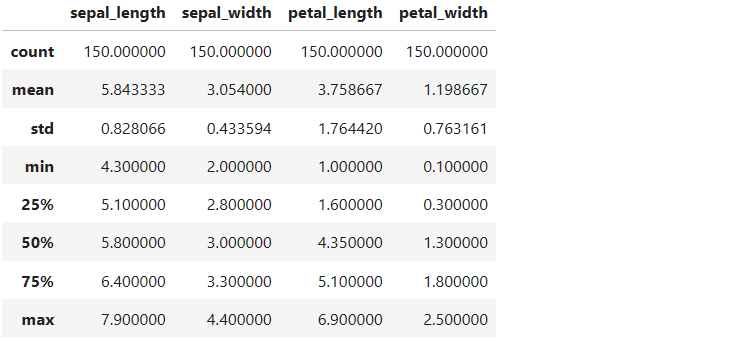 sepal_length sepal_width petal_length petal_width
count 150.000000 150.000000 150.000000 150.000000
mean 5.843333 3.054000 3.758667 1.198667
std 0.828066 0.433594 1.764420 0.763161
min 4.300000 2.000000 1.000000 0.100000
25% 5.100000 2.800000 1.600000 0.300000
50% 5.800000 3.000000 4.350000 1.300000
75% 6.400000 3.300000 5.100000 1.800000
max 7.900000 4.400000 6.900000 2.500000